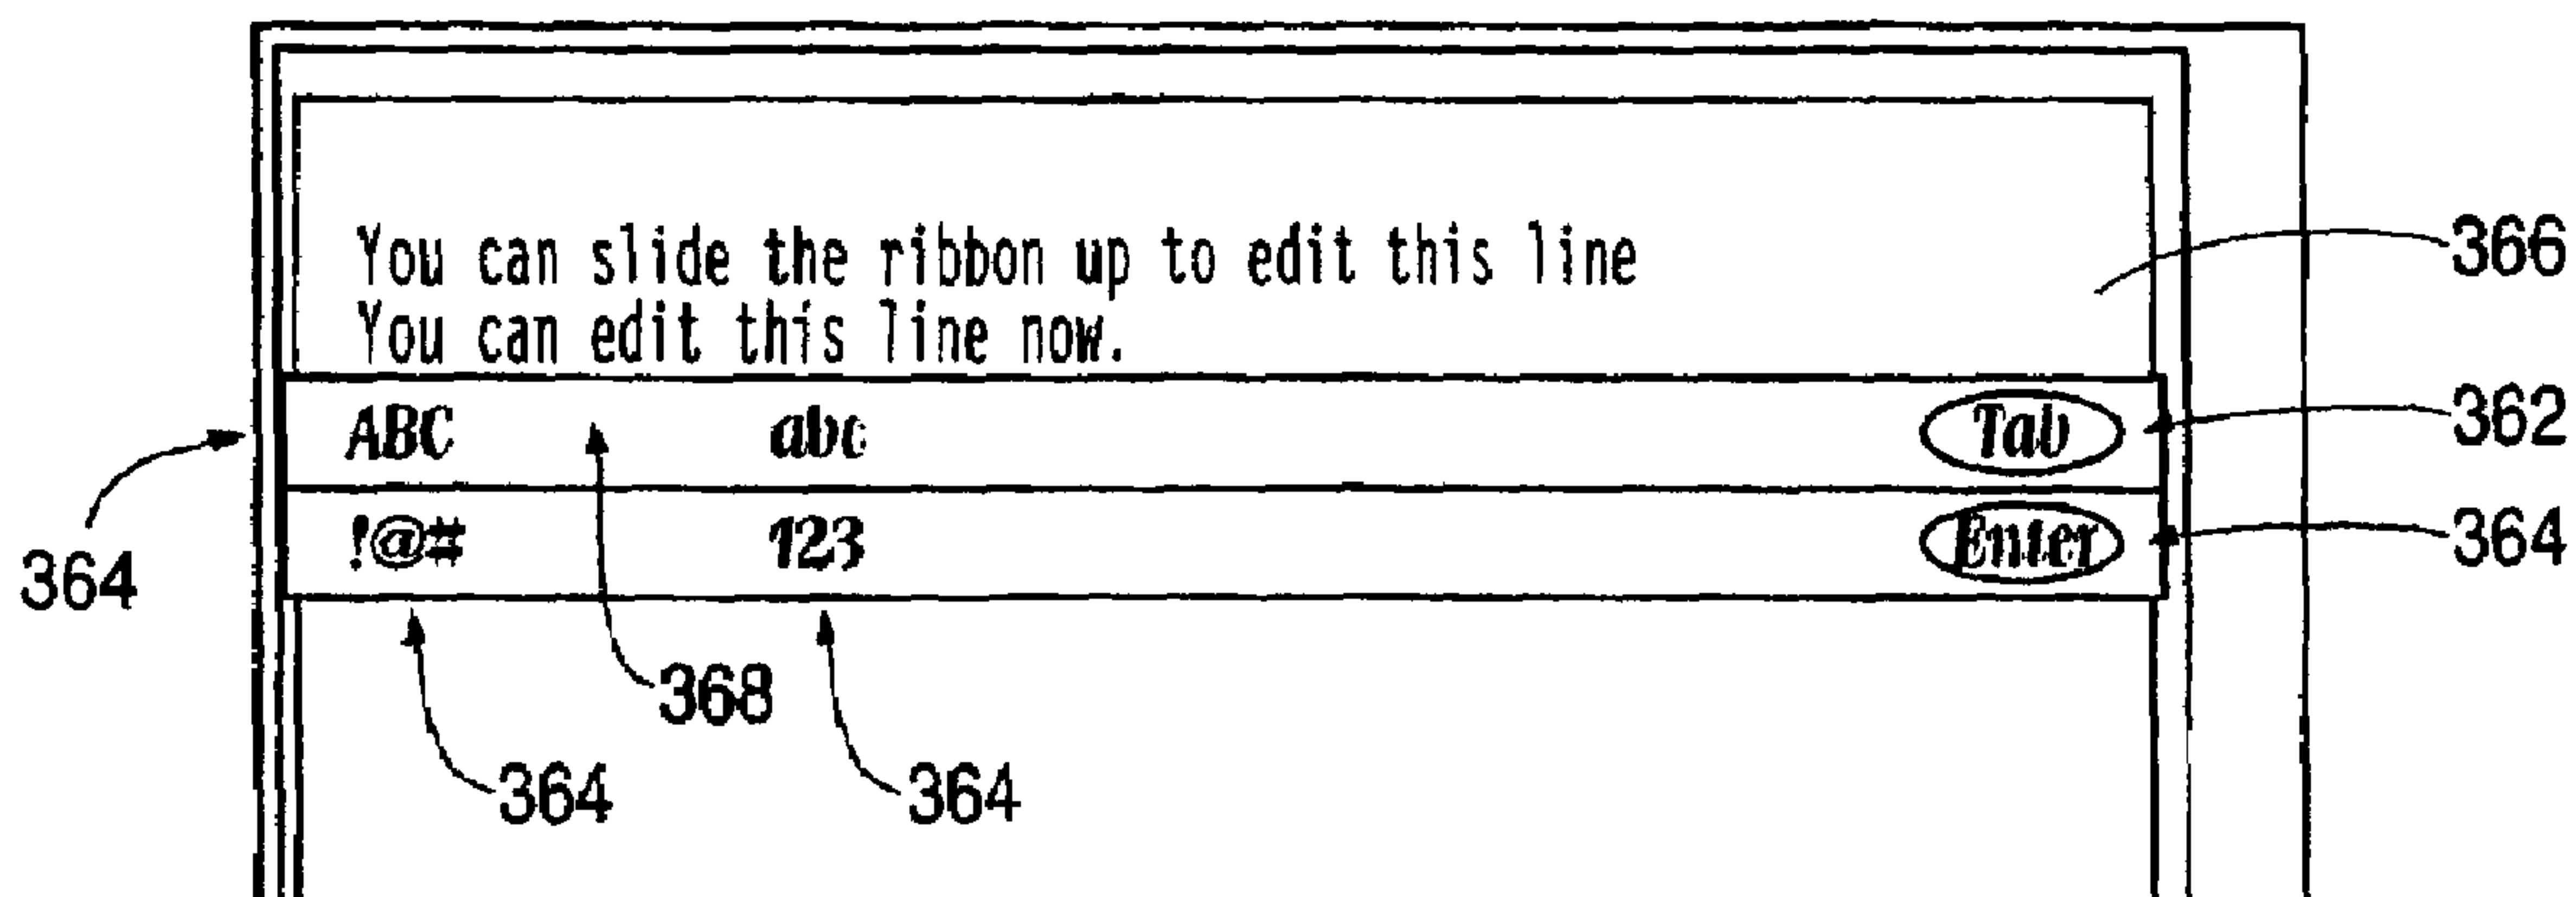 You can slide the ribbon up to edit this line
You can edit this line now.
366
ABC abc Tab
362
!@# 123 Enter
364
364
368
364
364